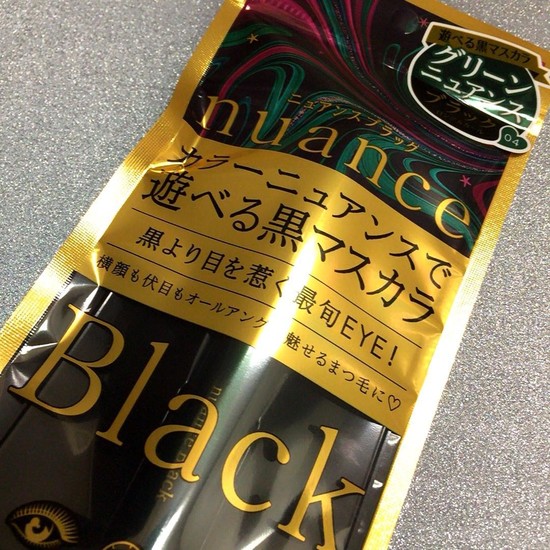 遊べる黒マスカラ
グリーン
ニュアンス
ブラック
04
ニュアンスブラック
nuance
カラーニュアンスで
遊べる黒マスカラ
黒より目を惹く最旬EYE!
横顔も伏目もオールアングル魅せるまつ毛に♡
Black